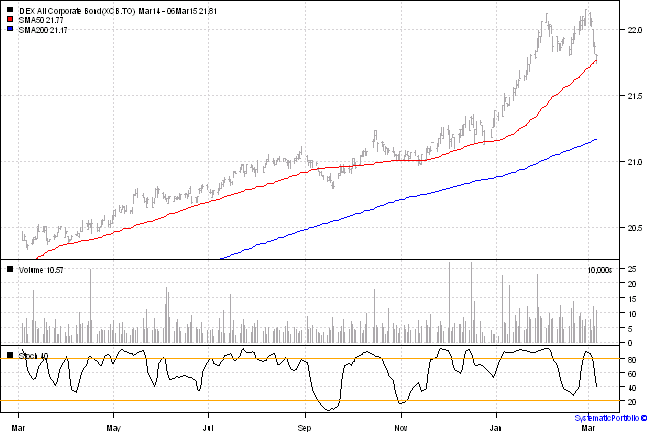 DEX All Corporate Bond(XCB.TO) Mar14 - 06Mar15 21.81
SMA50 21.77
SMA200 21.17
22.0
21.5
21.0
20.5
Volume 10.57
10,000s
25
20
15
10
5
0
Stoch 40
80
60
40
20
Mar May Jul Sep Nov Jan Mar
SystematicPortfolio ©